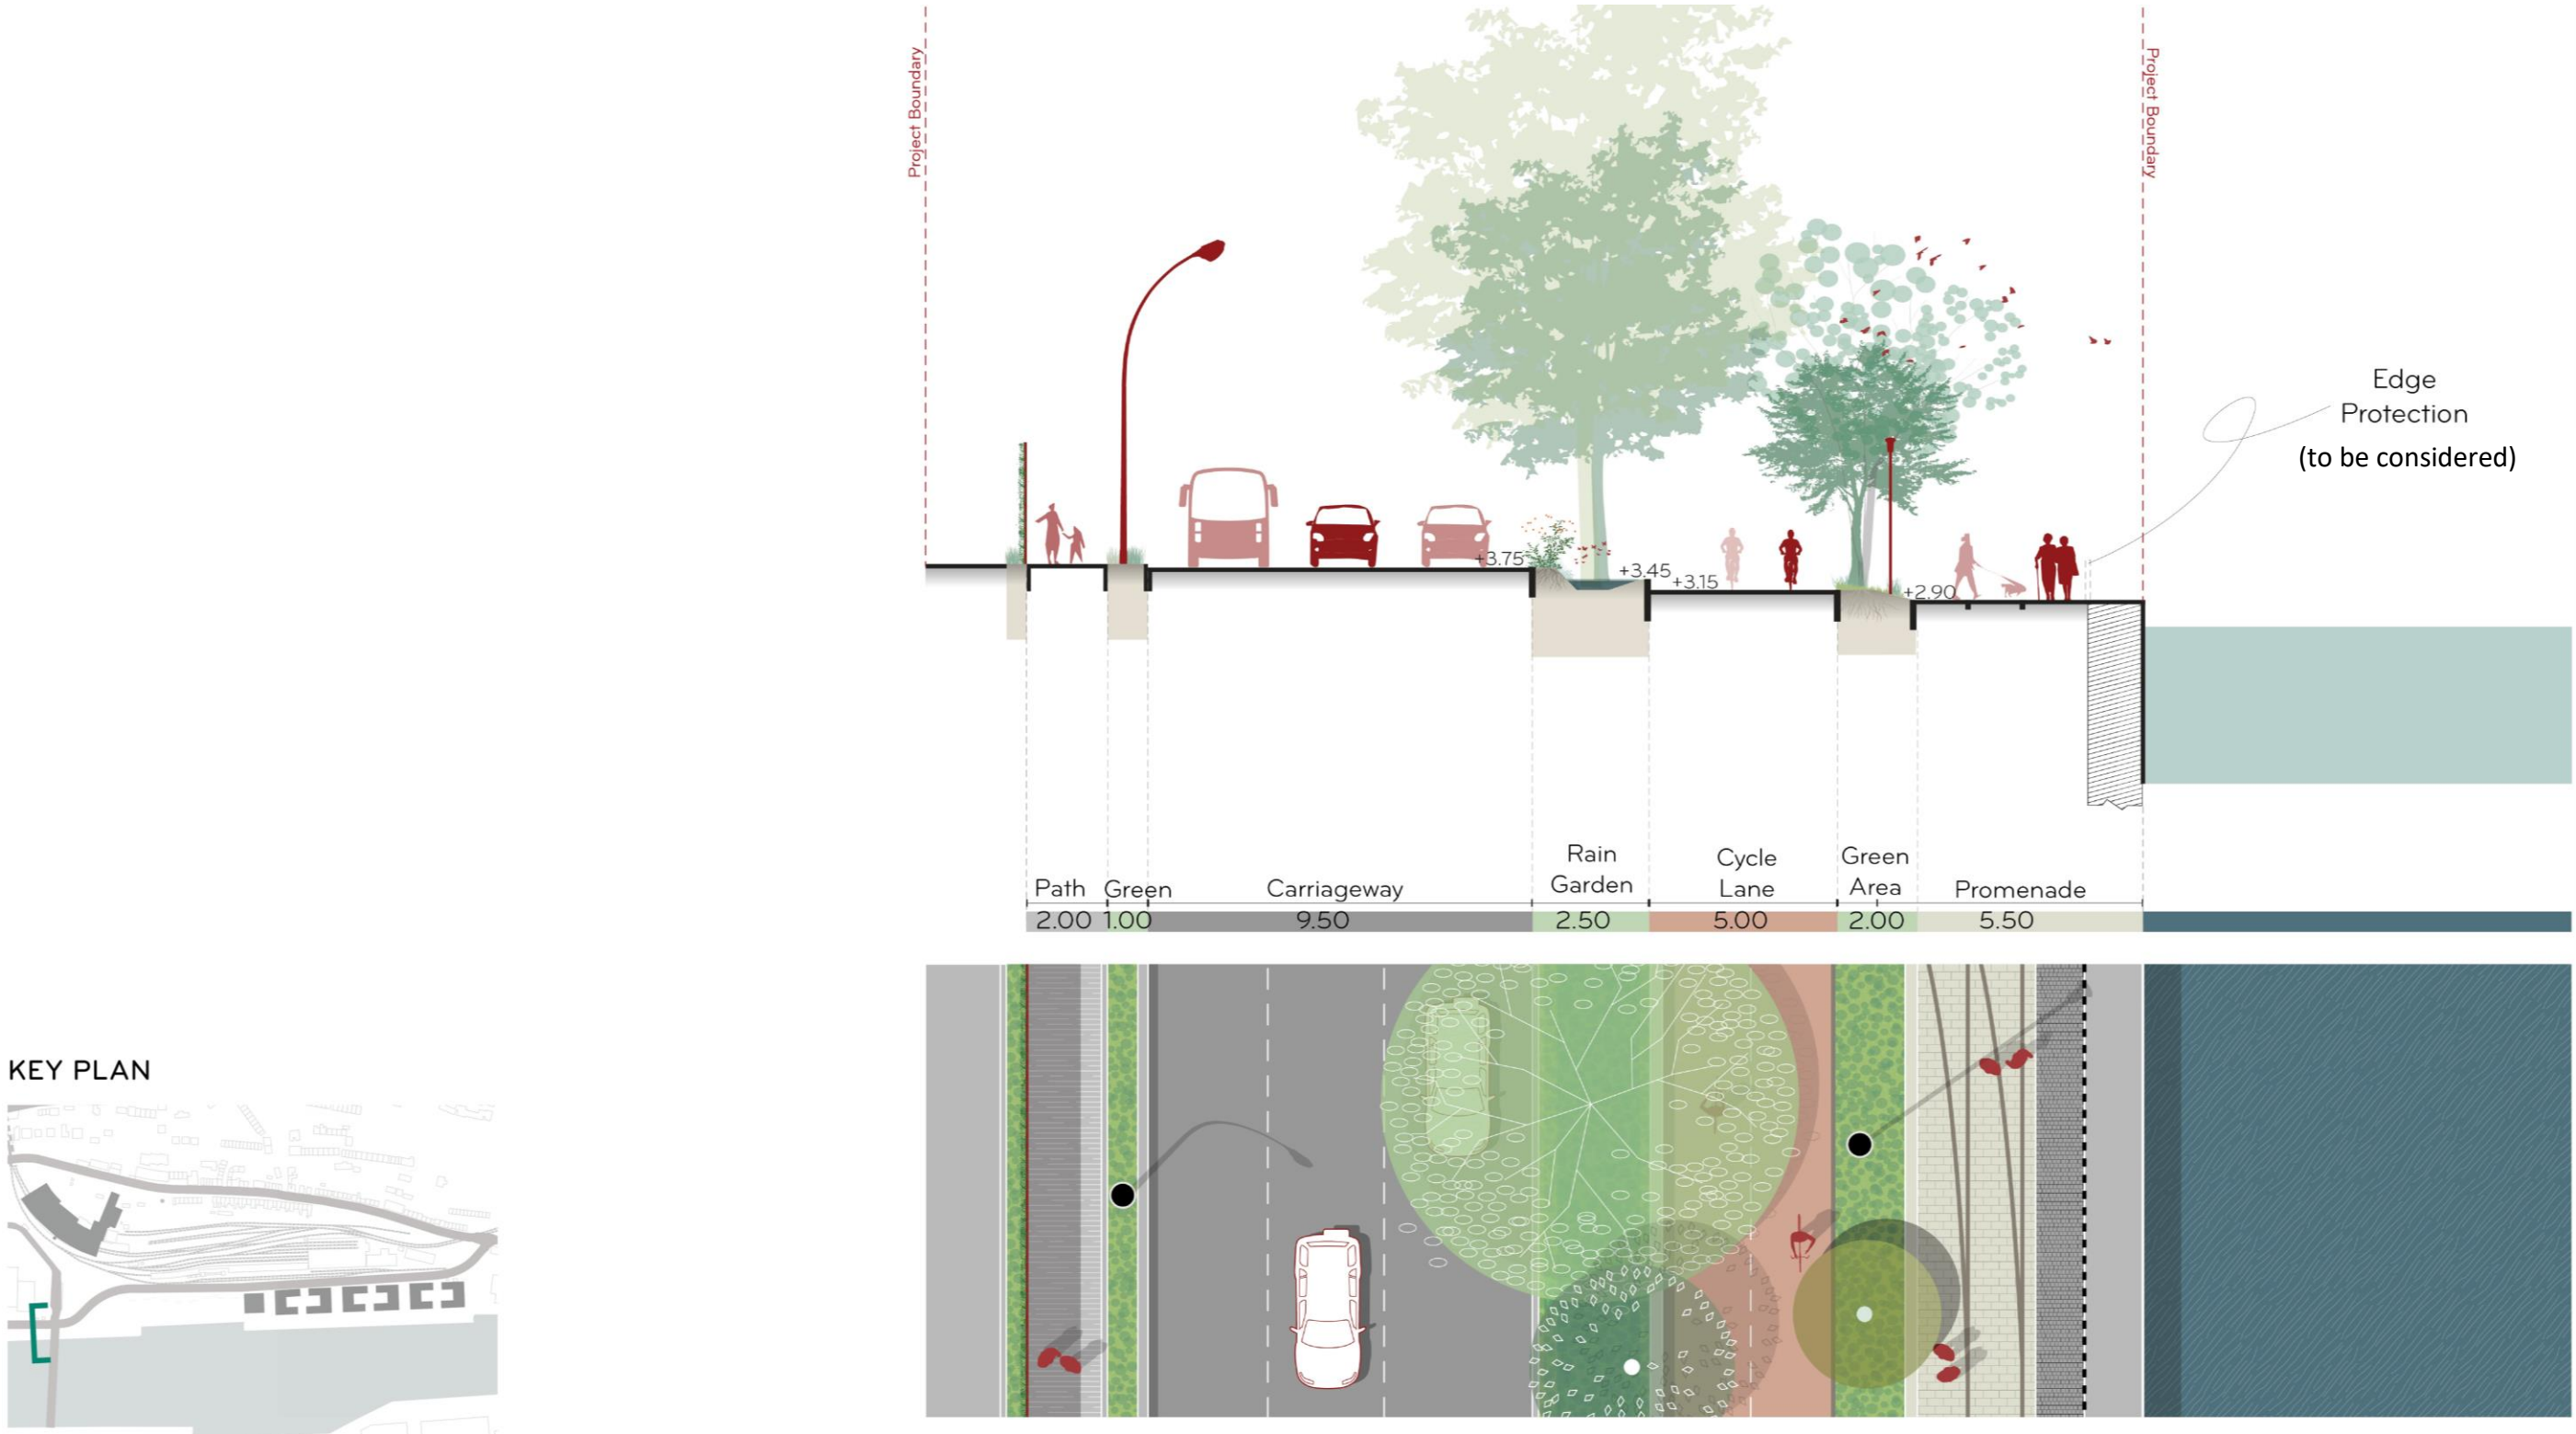 Project Boundary
Project Boundary
Edge
Protection
(to be considered)
+3.75
+3.45
+3.15
+2.90
Rain
Garden
Cycle
Lane
Green
Area
Path
Green
Carriageway
Promenade
2.00
1.00
9.50
2.50
5.00
2.00
5.50
KEY PLAN